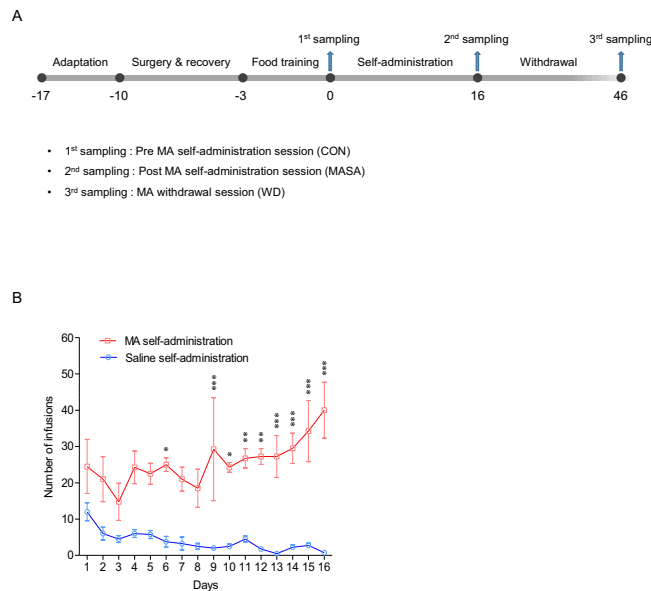 A
1st sampling 2nd sampling 3rd sampling
Adaptation Surgery & recovery Food training Self-administration Withdrawal
-17 -10 -3 0 16 46
• 1st sampling : Pre MA self-administration session (CON)
• 2nd sampling : Post MA self-administration session (MASA)
• 3rd sampling : MA withdrawal session (WD)
B
MA self-administration
Saline self-administration
Number of infusions
60
50
40
30
20
10
0
* *** * ** ** *** *** *** ***
1 2 3 4 5 6 7 8 9 10 11 12 13 14 15 16
Days